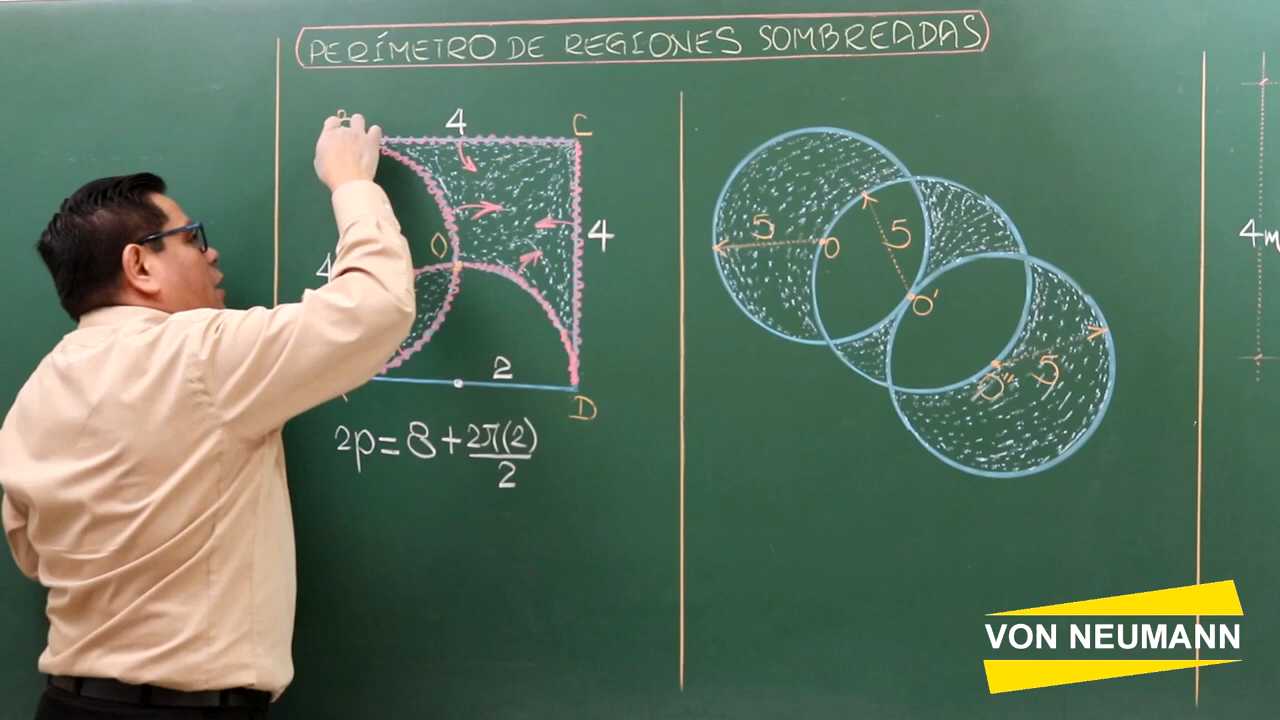 PERÍMETRO DE REGIONES SOMBREADAS
4
C
4
O
4
2
D
2p = 8 + 2π(2)/2
5
O
5
O'
O''
5
4m
VON NEUMANN